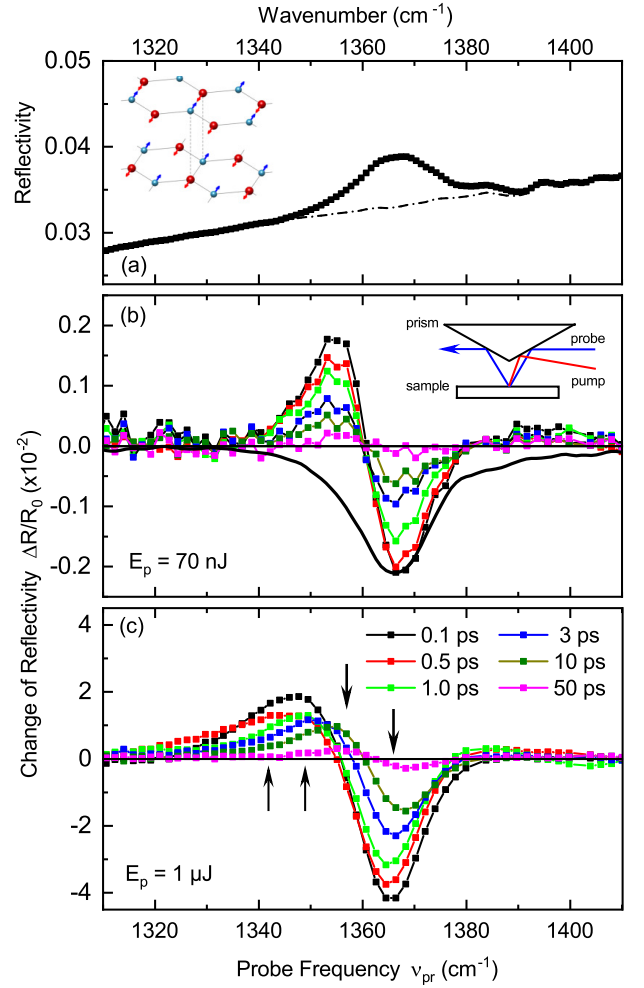 Wavenumber (cm⁻¹)
1320 1340 1360 1380 1400
0.05
0.04
0.03
Reflectivity
(a)
(b)
0.2
0.1
0.0
-0.1
-0.2
prism
probe
pump
sample
E_p = 70 nJ
Change of Reflectivity ΔR/R₀ (x10⁻²)
(c)
4
2
0
-2
-4
0.1 ps 3 ps
0.5 ps 10 ps
1.0 ps 50 ps
E_p = 1 µJ
1320 1340 1360 1380 1400
Probe Frequency ν_pr (cm⁻¹)